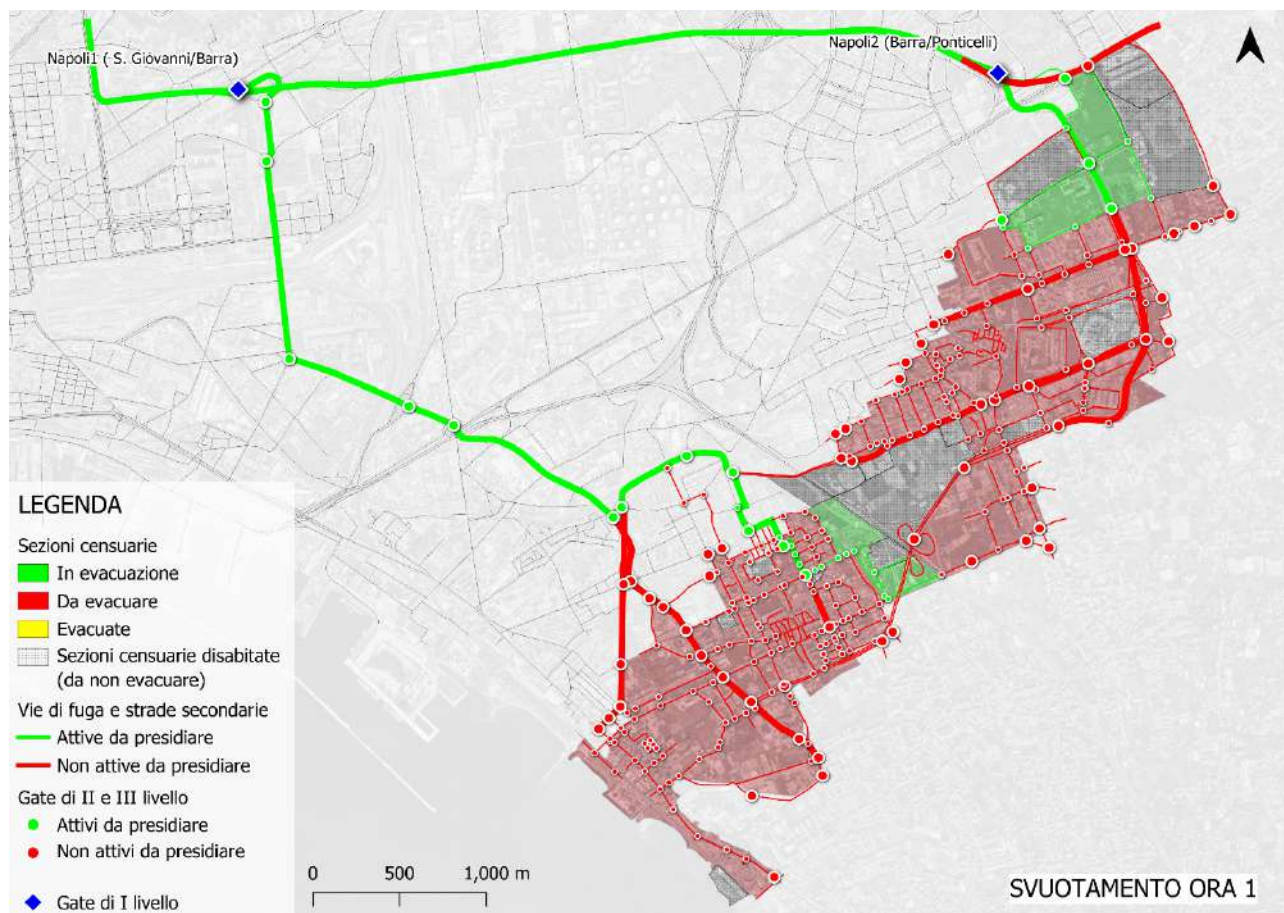 Napoli1 ( S. Giovanni/Barra)
Napoli2 (Barra/Ponticelli)
LEGENDA
Sezioni censuarie
In evacuazione
Da evacuare
Evacuate
Sezioni censuarie disabitate
(da non evacuare)
Vie di fuga e strade secondarie
Attive da presidiare
Non attive da presidiare
Gate di II e III livello
Attivi da presidiare
Non attivi da presidiare
Gate di I livello
0 500 1,000 m
SVUOTAMENTO ORA 1